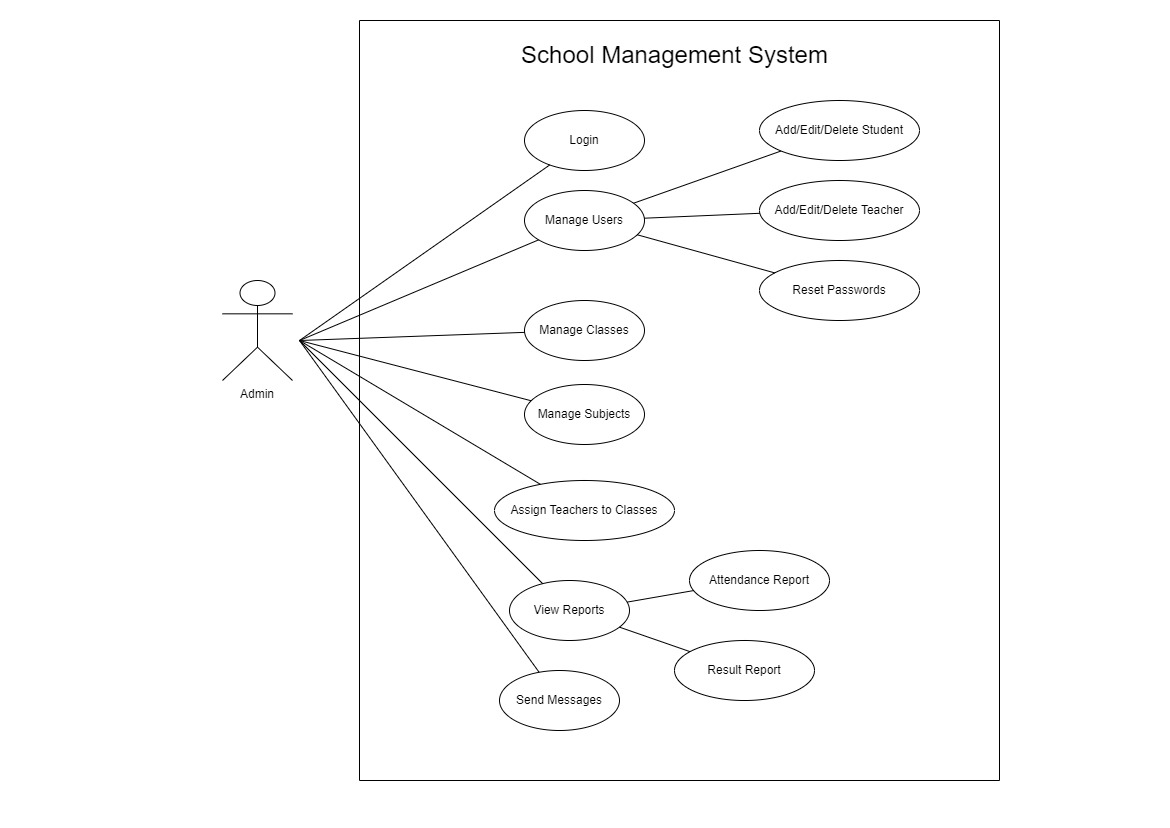 School Management System
Login
Add/Edit/Delete Student
Manage Users
Add/Edit/Delete Teacher
Reset Passwords
Manage Classes
Admin
Manage Subjects
Assign Teachers to Classes
View Reports
Attendance Report
Result Report
Send Messages